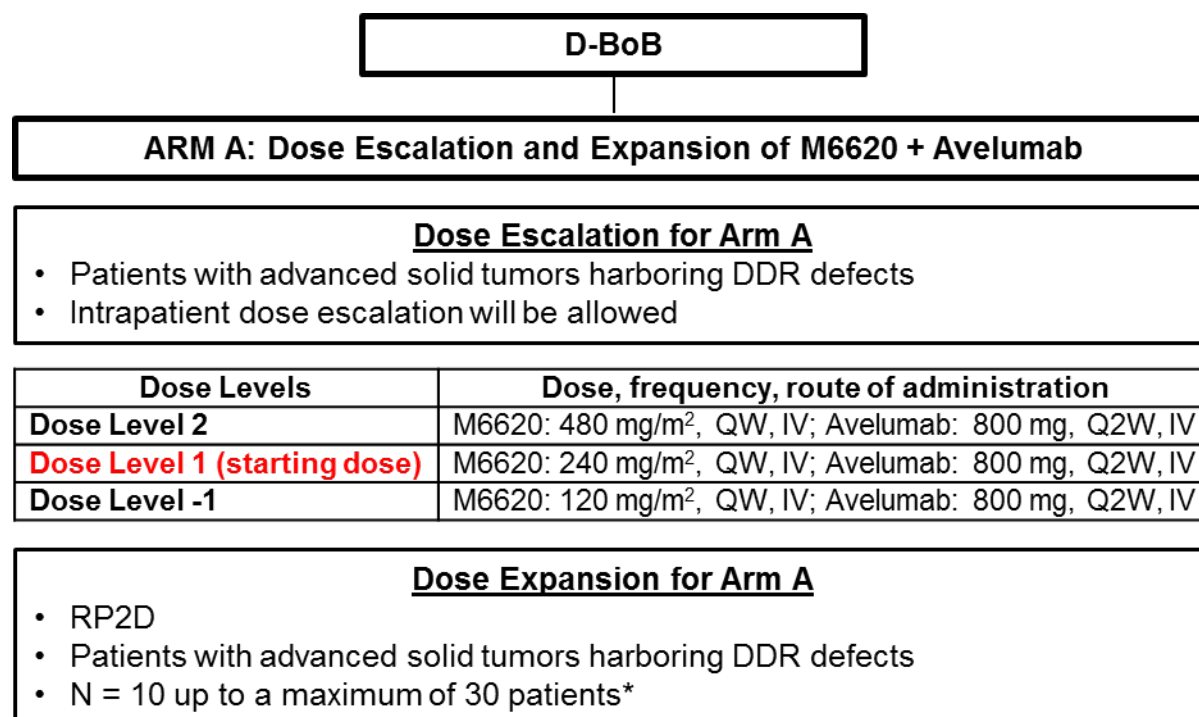 D-BoB
ARM A: Dose Escalation and Expansion of M6620 + Avelumab
Dose Escalation for Arm A
• Patients with advanced solid tumors harboring DDR defects
• Intrapatient dose escalation will be allowed
Dose Levels Dose, frequency, route of administration
Dose Level 2 M6620: 480 mg/m², QW, IV; Avelumab: 800 mg, Q2W, IV
Dose Level 1 (starting dose) M6620: 240 mg/m², QW, IV; Avelumab: 800 mg, Q2W, IV
Dose Level -1 M6620: 120 mg/m², QW, IV; Avelumab: 800 mg, Q2W, IV
Dose Expansion for Arm A
• RP2D
• Patients with advanced solid tumors harboring DDR defects
• N = 10 up to a maximum of 30 patients*